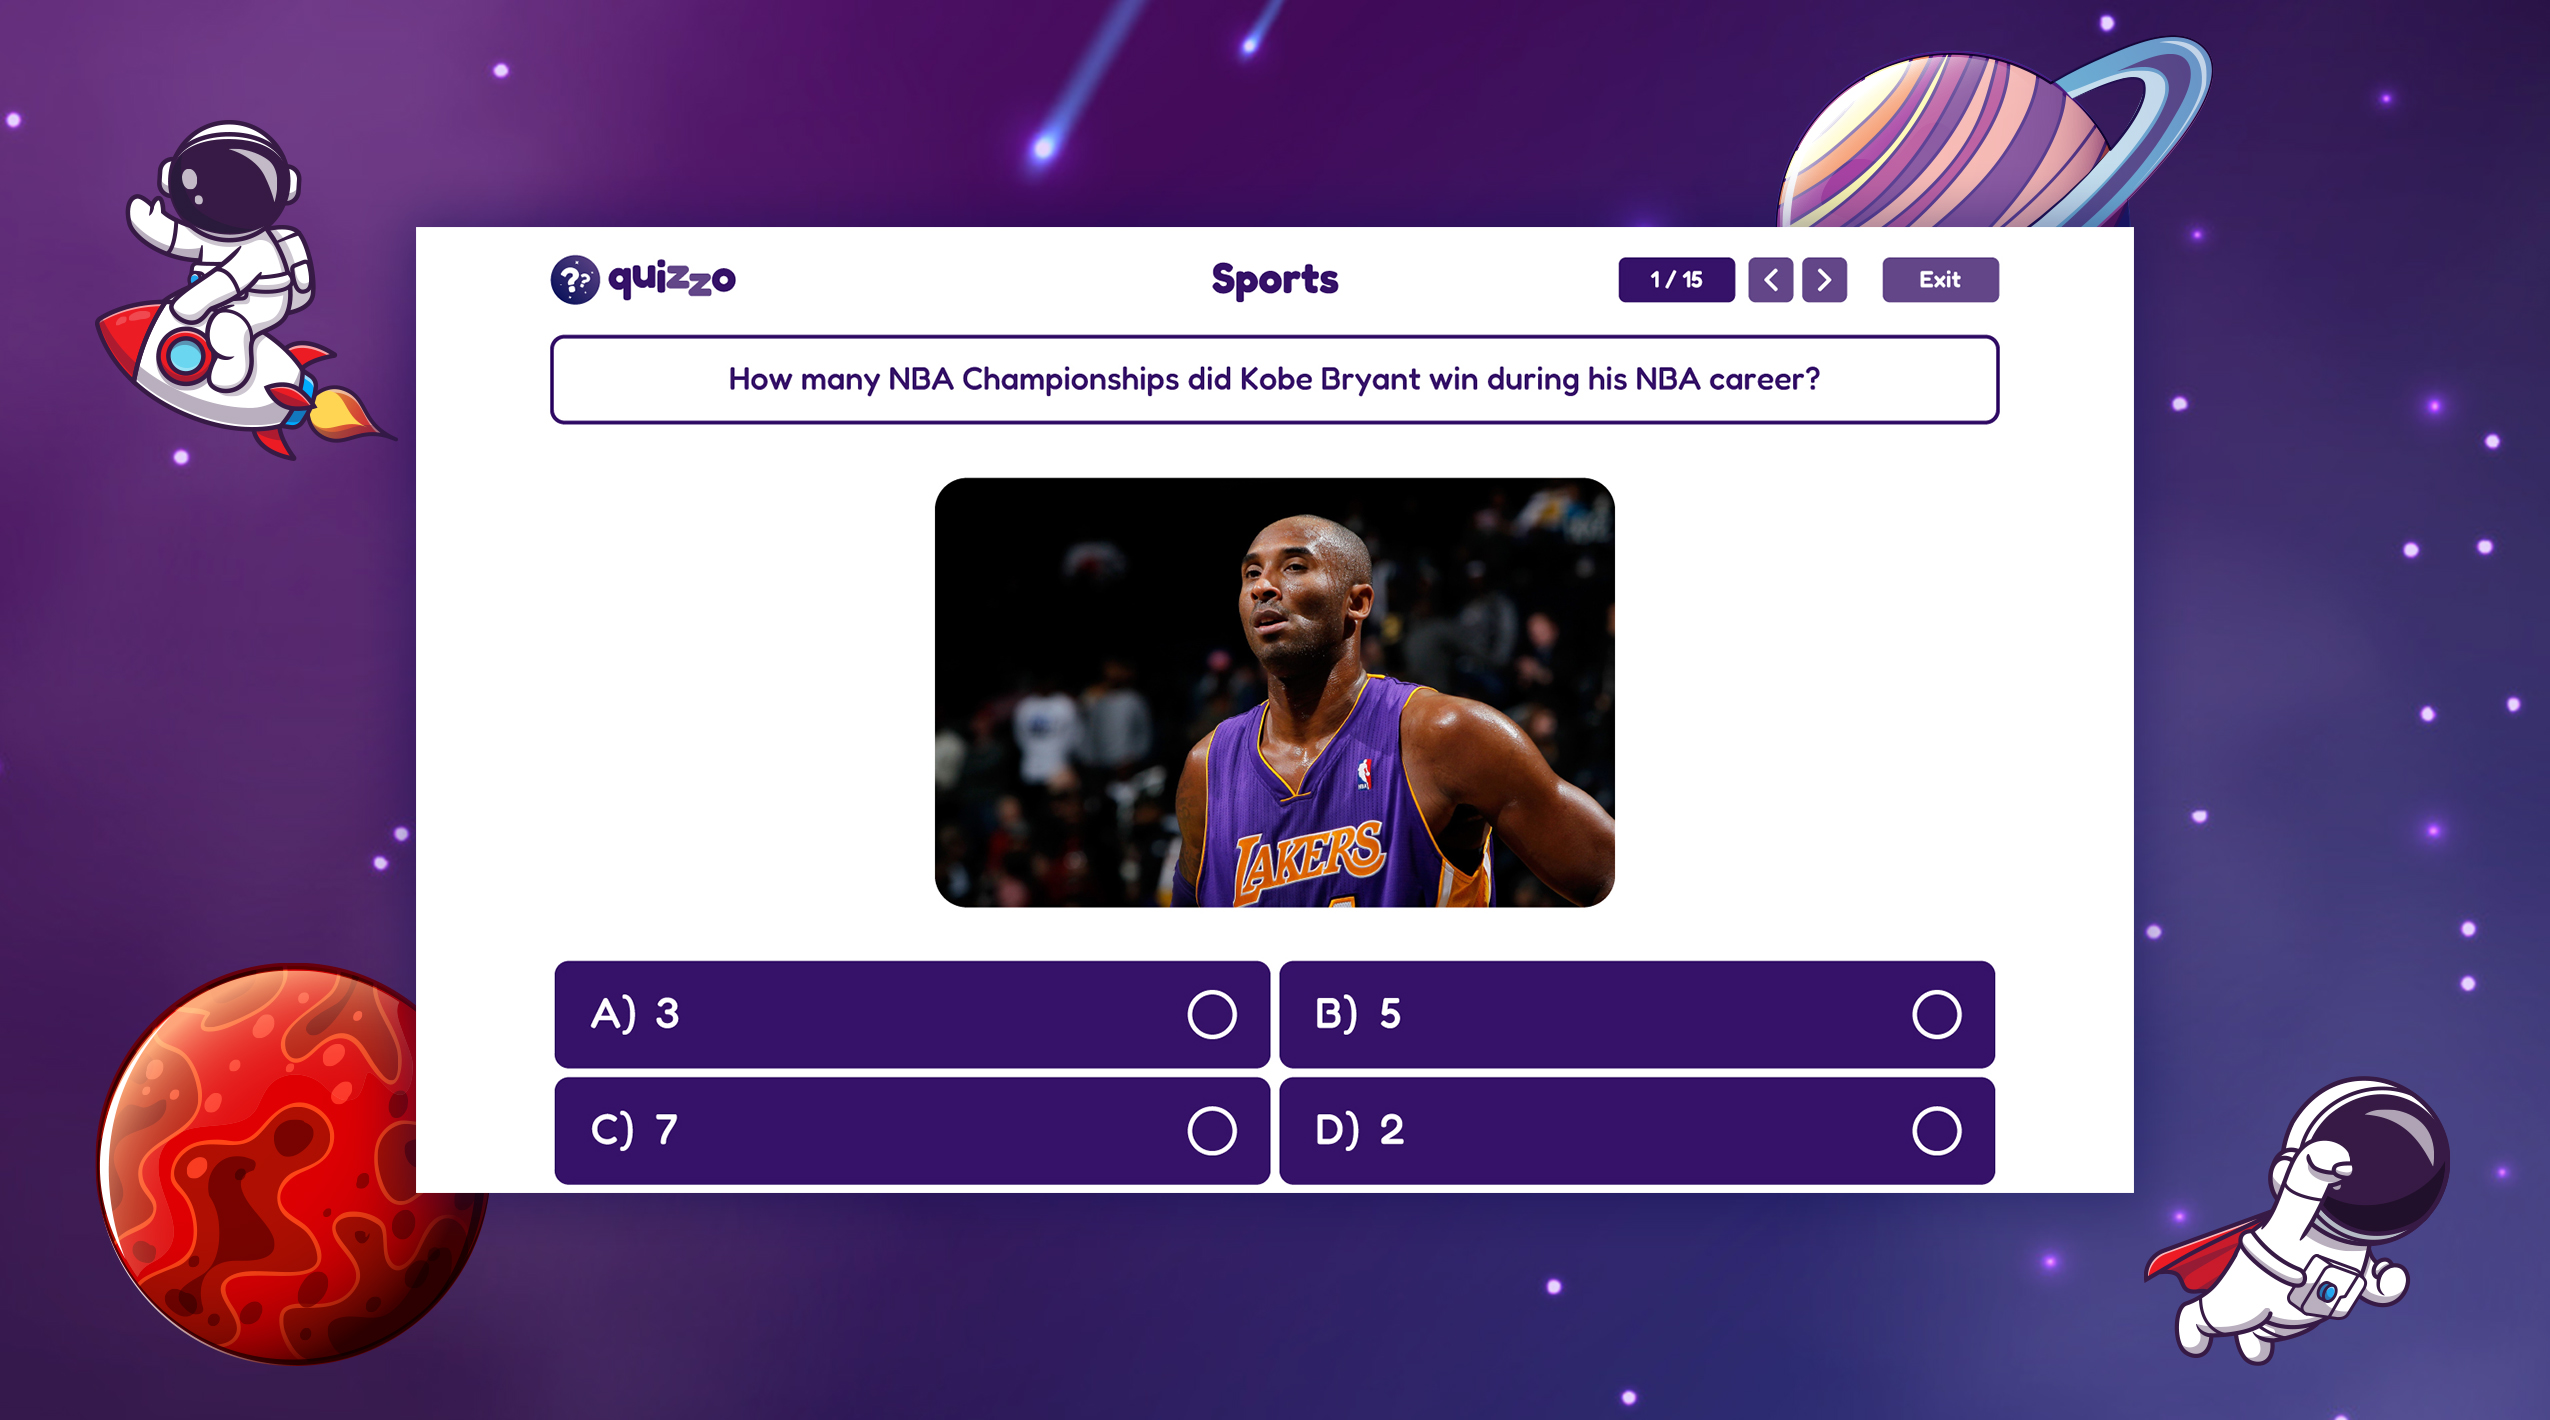 quizzo
Sports
1 / 15
Exit
How many NBA Championships did Kobe Bryant win during his NBA career?
LAKERS
A) 3
B) 5
C) 7
D) 2